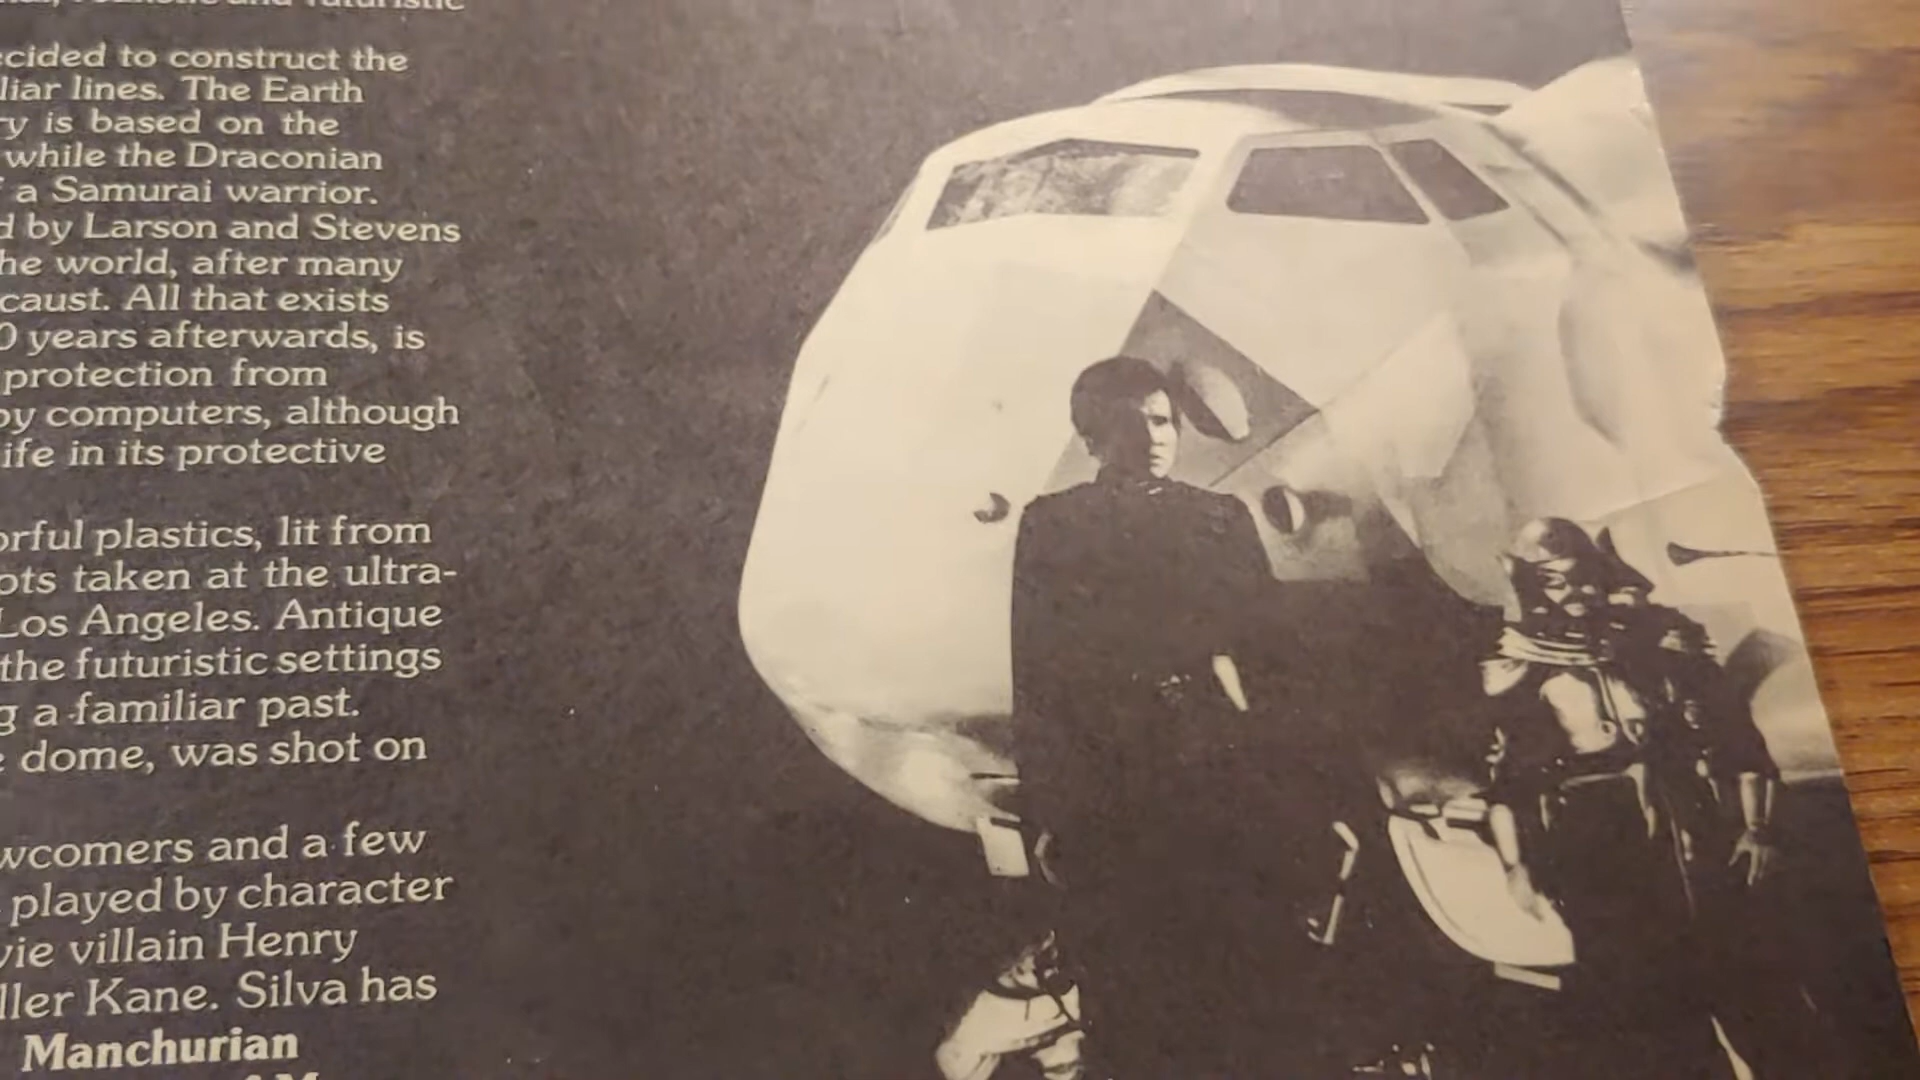 futuristic
decided to construct the
liar lines. The Earth
ry is based on the
while the Draconian
a Samurai warrior.
d by Larson and Stevens
he world, after many
caust. All that exists
0 years afterwards, is
protection from
by computers, although
ife in its protective
orful plastics, lit from
ots taken at the ultra-
Los Angeles. Antique
the futuristic settings
g a familiar past.
e dome, was shot on
wcomers and a few
played by character
vie villain Henry
ller Kane. Silva has
Manchurian